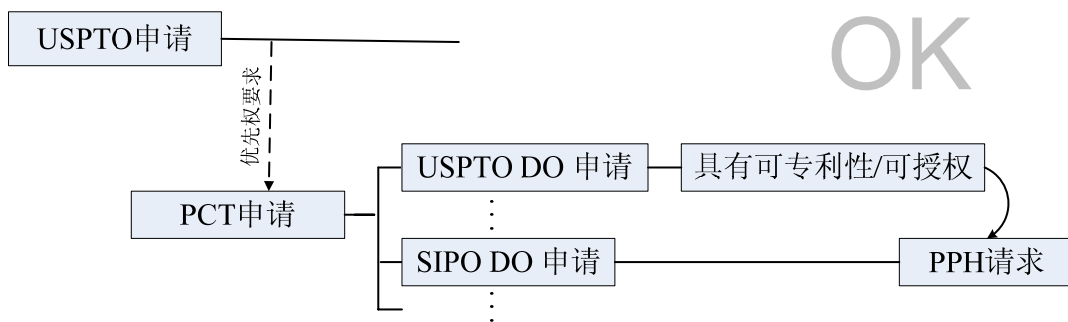 USPTO申请
OK
优先权要求
USPTO DO 申请
具有可专利性/可授权
PCT申请
SIPO DO 申请
PPH请求